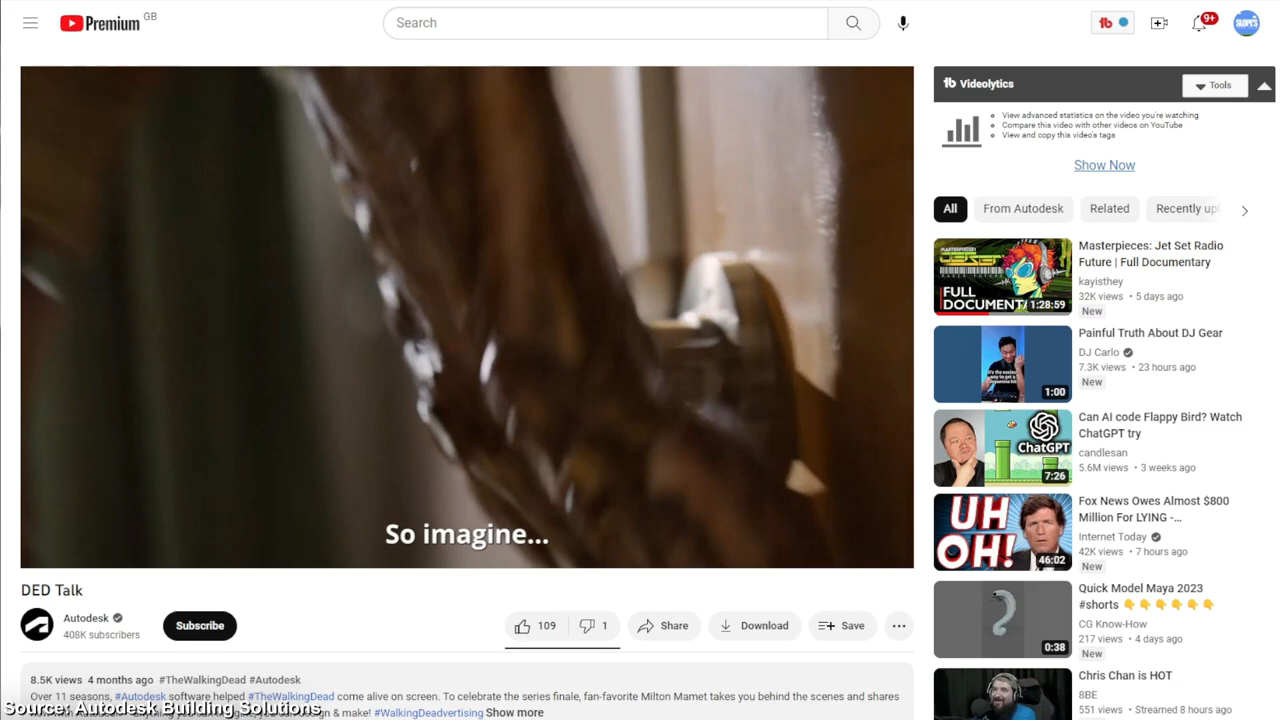 Premium GB
Search
9+
SLOPES
Videolytics
Tools
View advanced statistics on the video you're watching
Compare this video with other videos on YouTube
View and copy this video's tags
Show Now
All
From Autodesk
Related
Recently upl
MASTERPIECES:
FULL
DOCUMENTA
1:28:59
Masterpieces: Jet Set Radio
Future | Full Documentary
kayisthey
32K views • 5 days ago
New
1:00
Painful Truth About DJ Gear
DJ Carlo
7.3K views • 23 hours ago
New
ChatGPT
7:26
Can AI code Flappy Bird? Watch
ChatGPT try
candlesan
5.6M views • 3 weeks ago
UH
OH!
46:02
Fox News Owes Almost $800
Million For LYING -...
Internet Today
42K views • 7 hours ago
New
0:38
Quick Model Maya 2023
#shorts 👇👇👇👇👇👇
CG Know-How
217 views • 4 days ago
New
Chris Chan is HOT
8BE
551 views • Streamed 8 hours ago
So imagine...
DED Talk
Autodesk
408K subscribers
Subscribe
109
1
Share
Download
Save
8.5K views 4 months ago #TheWalkingDead #Autodesk
Over 11 seasons, #Autodesk software helped #TheWalkingDead come alive on screen. To celebrate the series finale, fan-favorite Milton Mamet takes you behind the scenes and shares
& make! #WalkingDeadvertising Show more
Source: Autodesk Building Solutions